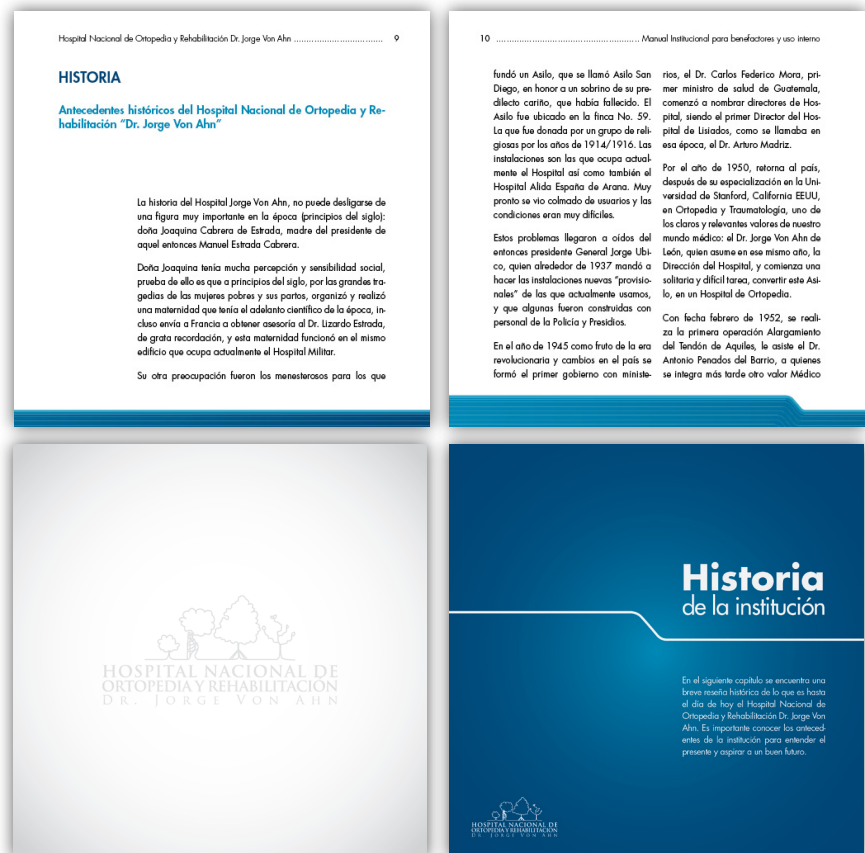 Hospital Nacional de Ortopedia y Rehabilitación Dr. Jorge Von Ahn ................................. 9
HISTORIA
Antecedentes históricos del Hospital Nacional de Ortopedia y Re-
habilitación “Dr. Jorge Von Ahn”
La historia del Hospital Jorge Von Ahn, no puede desligarse de
una figura muy importante en la época (principios del siglo):
doña Joaquina Cabrera de Estrada, madre del presidente de
aquel entonces Manuel Estrada Cabrera.
Doña Joaquina tenía mucha percepción y sensibilidad social,
prueba de ello es que a principios del siglo, por las grandes tra-
gedias de las mujeres pobres y sus partos, organizó y realizó
una maternidad que tenía el adelanto científico de la época, in-
cluso envía a Francia a obtener asesoría al Dr. Lizardo Estrada,
de grata recordación, y esta maternidad funcionó en el mismo
edificio que ocupa actualmente el Hospital Militar.
Su otra preocupación fueron los menesterosos para los que
10 ..................................................... Manual Institucional para benefactores y uso interno
fundó un Asilo, que se llamó Asilo San
Diego, en honor a un sobrino de su pre-
dilecto cariño, que había fallecido. El
Asilo fue ubicado en la finca No. 59.
La que fue donada por un grupo de reli-
giosas por los años de 1914/1916. Las
instalaciones son las que ocupa actual-
mente el Hospital así como también el
Hospital Alida España de Arana. Muy
pronto se vio colmado de usuarios y las
condiciones eran muy difíciles.
Estos problemas llegaron a oídos del
entonces presidente General Jorge Ubi-
co, quien alrededor de 1937 mandó a
hacer las instalaciones nuevas “provisio-
nales” de las que actualmente usamos,
y que algunas fueron construidas con
personal de la Policía y Presidios.
En el año de 1945 como fruto de la era
revolucionaria y cambios en el país se
formó el primer gobierno con ministe-
rios, el Dr. Carlos Federico Mora, pri-
mer ministro de salud de Guatemala,
comenzó a nombrar directores de Hos-
pital, siendo el primer Director del Hos-
pital de Lisiados, como se llamaba en
esa época, el Dr. Arturo Madriz.
Por el año de 1950, retorna al país,
después de su especialización en la Uni-
versidad de Stanford, California EEUU,
en Ortopedia y Traumatología, uno de
los claros y relevantes valores de nuestro
mundo médico: el Dr. Jorge Von Ahn de
León, quien asume en ese mismo año, la
Dirección del Hospital, y comienza una
solitaria y difícil tarea, convertir este Asi-
lo, en un Hospital de Ortopedia.
Con fecha febrero de 1952, se reali-
za la primera operación Alargamiento
del Tendón de Aquiles, le asiste el Dr.
Antonio Penados del Barrio, a quienes
se integra más tarde otro valor Médico
HOSPITAL NACIONAL DE
ORTOPEDIA Y REHABILITACIÓN
DR. JORGE VON AHN
Historia
de la institución
En el siguiente capítulo se encuentra una
breve reseña histórica de lo que es hasta
el día de hoy el Hospital Nacional de
Ortopedia y Rehabilitación Dr. Jorge Von
Ahn. Es importante conocer los anteced-
entes de la institución para entender el
presente y aspirar a un buen futuro.
HOSPITAL NACIONAL DE
ORTOPEDIA Y REHABILITACIÓN
DR. JORGE VON AHN